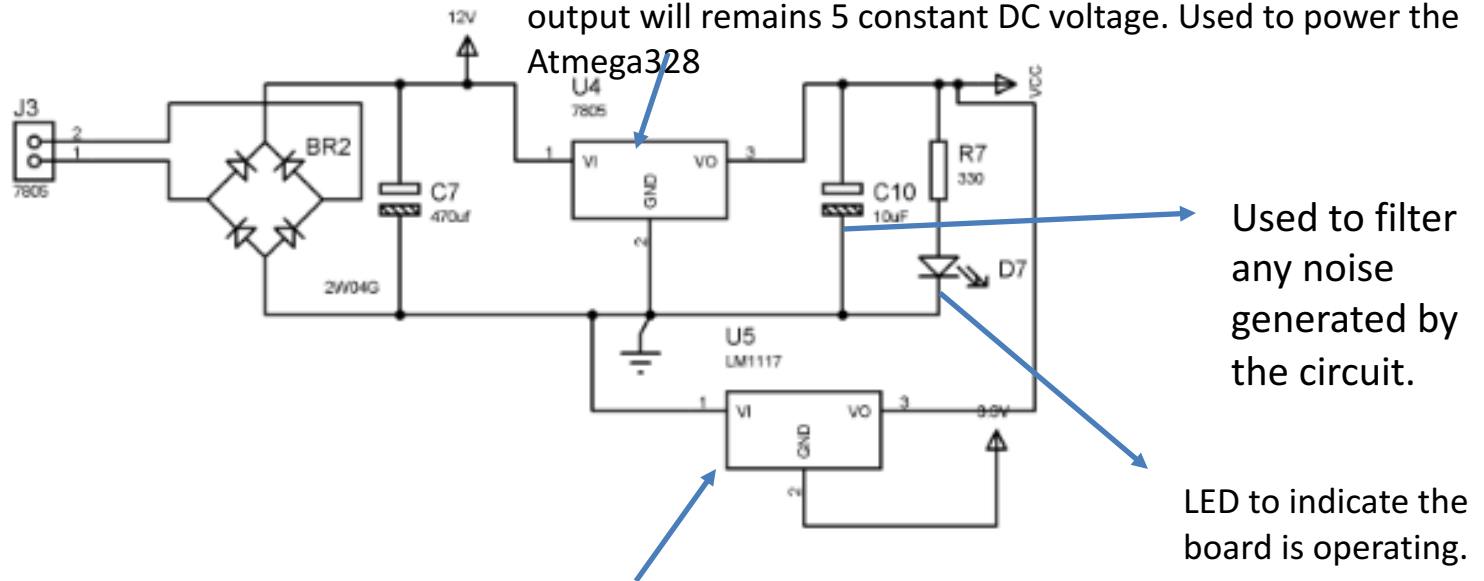 output will remains 5 constant DC voltage. Used to power the
Atmega328
12V
U4
7805
VCC
J3
2
1
7805
BR2
1
VI
VO
3
GND
2
R7
330
C7
470uf
C10
10uF
D7
2W04G
Used to filter
any noise
generated by
the circuit.
U5
LM1117
1
VI
VO
3
3.3V
GND
2
LED to indicate the
board is operating.